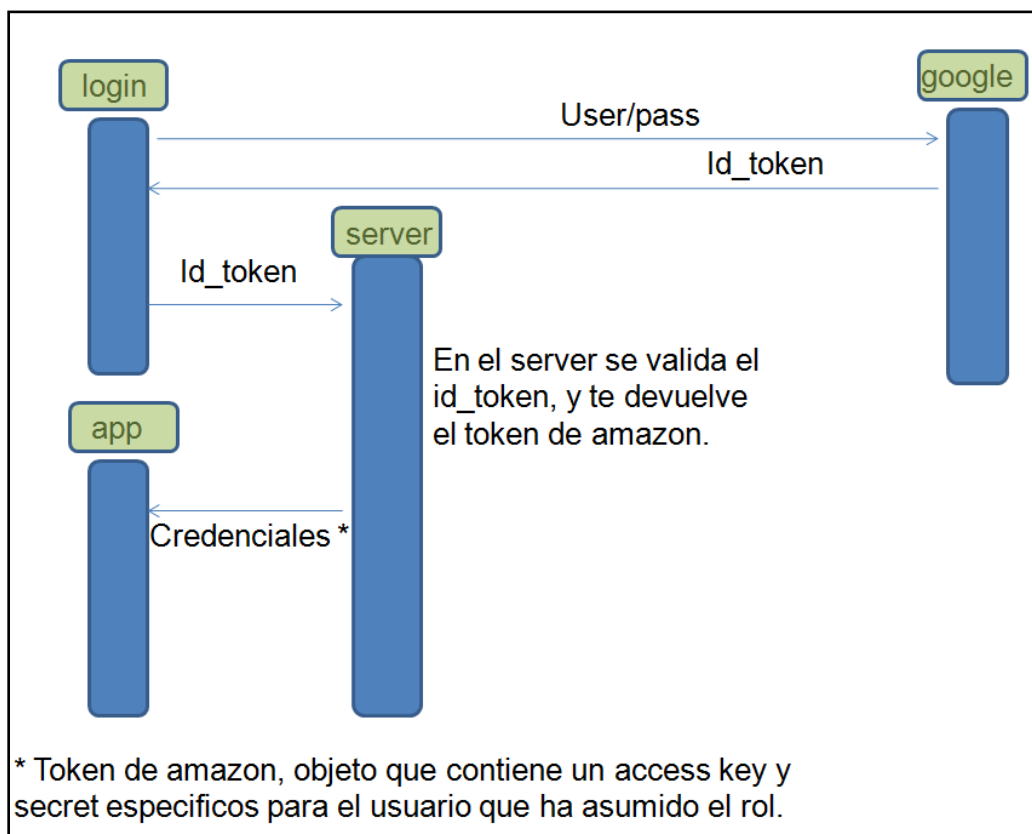 login
google
User/pass
Id_token
server
Id_token
En el server se valida el
id_token, y te devuelve
el token de amazon.
app
Credenciales *
* Token de amazon, objeto que contiene un access key y
secret especificos para el usuario que ha asumido el rol.